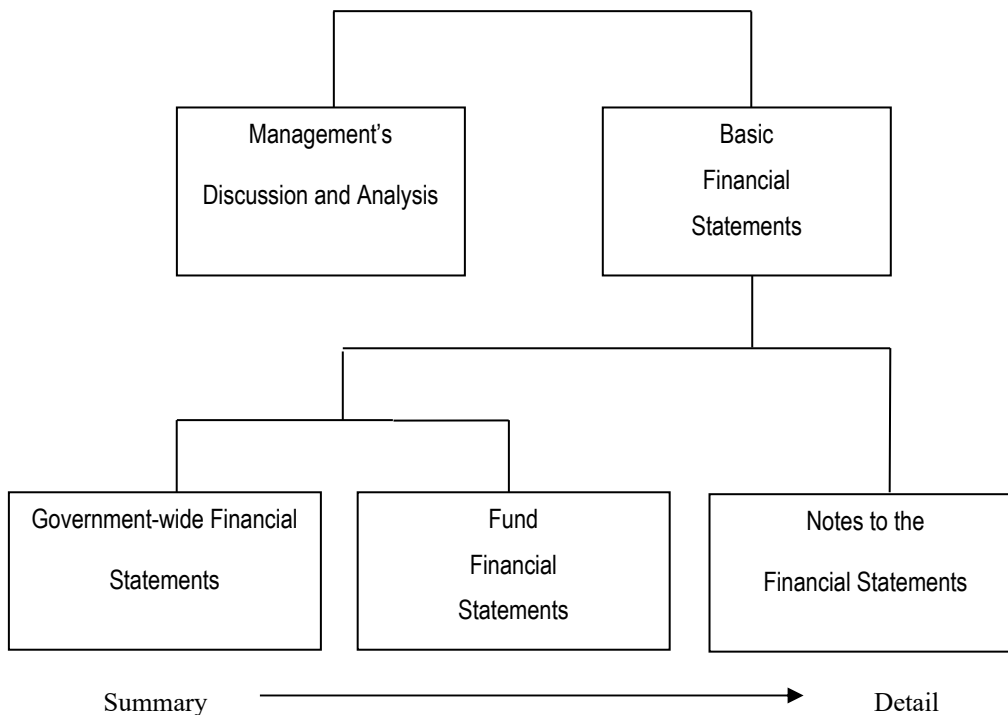 Management’s
Discussion and Analysis
Basic
Financial
Statements
Government-wide Financial
Statements
Fund
Financial
Statements
Notes to the
Financial Statements
Summary
Detail